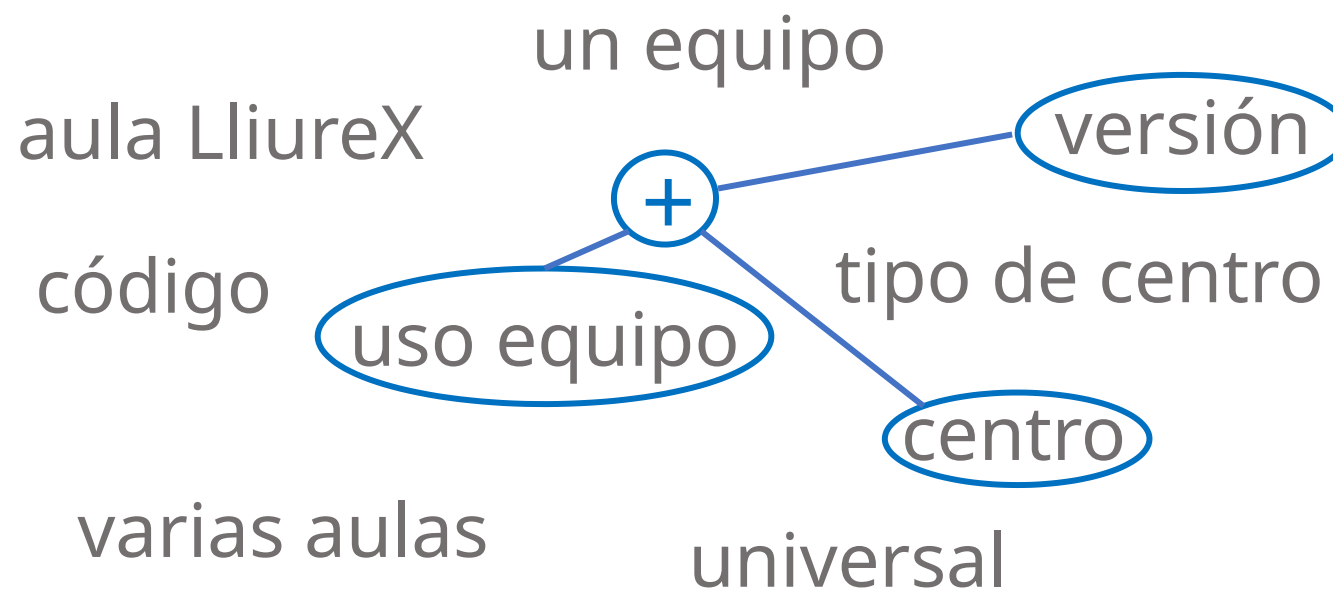 un equipo
aula LliureX
versión
+
código
tipo de centro
uso equipo
centro
varias aulas
universal